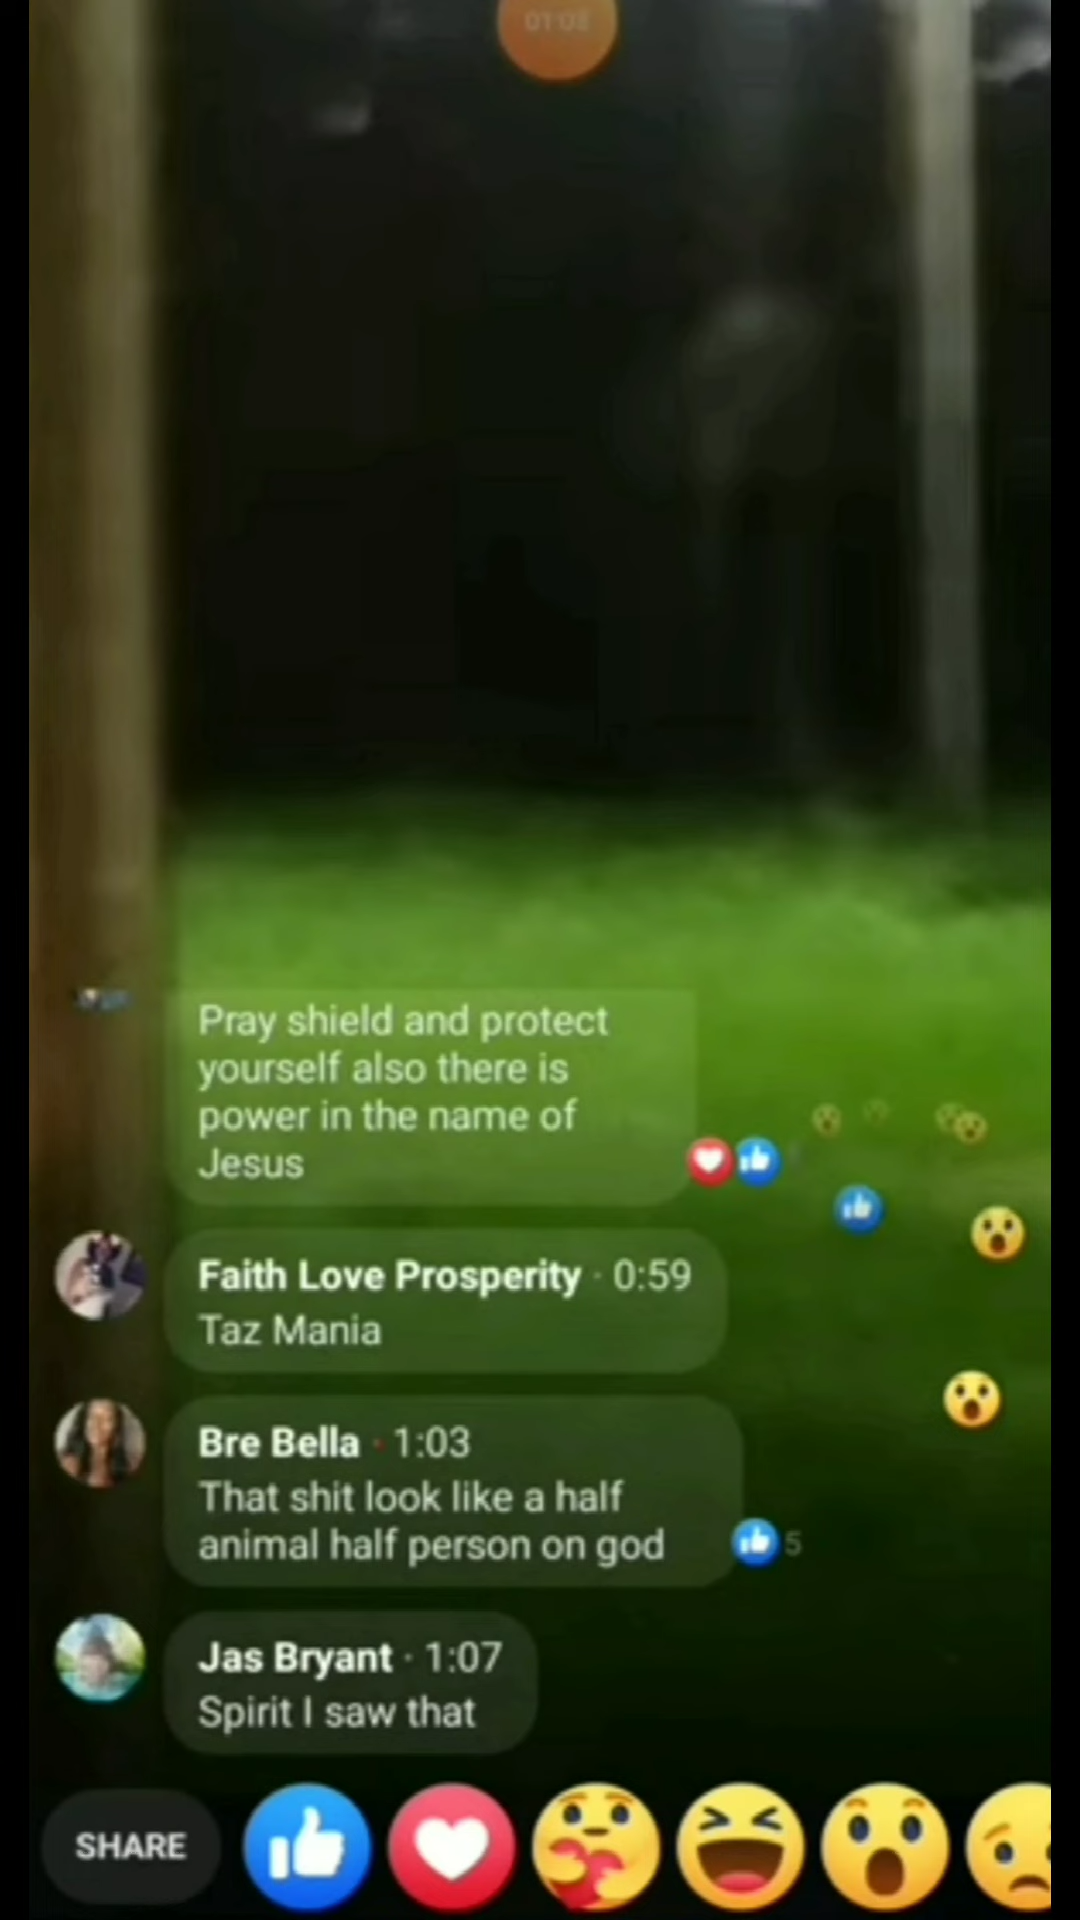 Pray shield and protect
yourself also there is
power in the name of
Jesus
Faith Love Prosperity · 0:59
Taz Mania
Bre Bella · 1:03
That shit look like a half
animal half person on god
5
Jas Bryant · 1:07
Spirit I saw that
SHARE